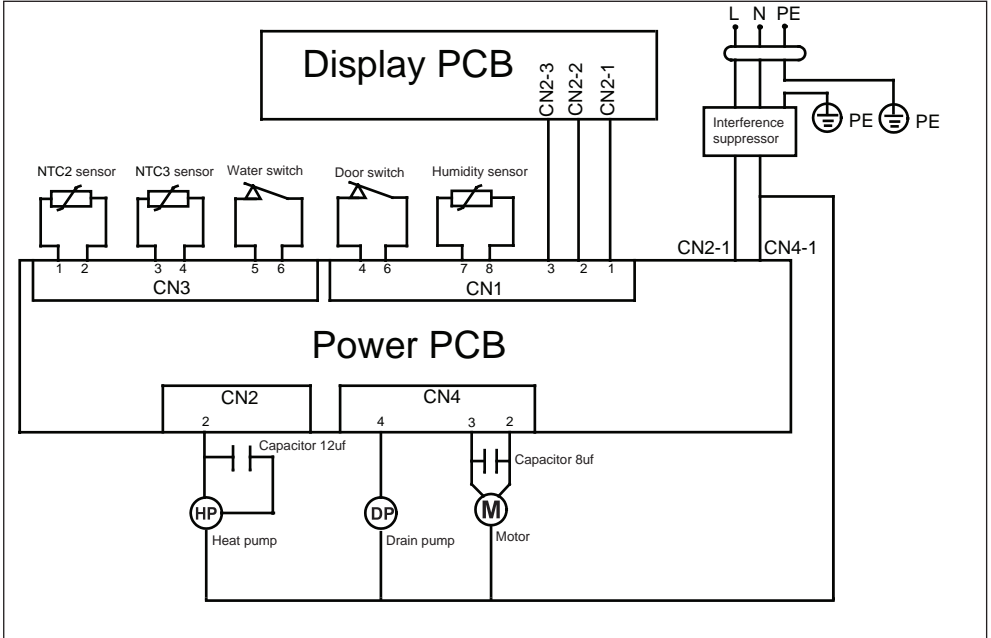 L N PE
Display PCB
CN2-3
CN2-2
CN2-1
Interference
suppressor
PE
PE
NTC2 sensor
NTC3 sensor
Water switch
Door switch
Humidity sensor
CN2-1
CN4-1
1 2 3 4 5 6
4 6 7 8 3 2 1
CN3
CN1
Power PCB
CN2
CN4
2
4
3 2
Capacitor 12uf
Capacitor 8uf
HP
DP
M
Heat pump
Drain pump
Motor